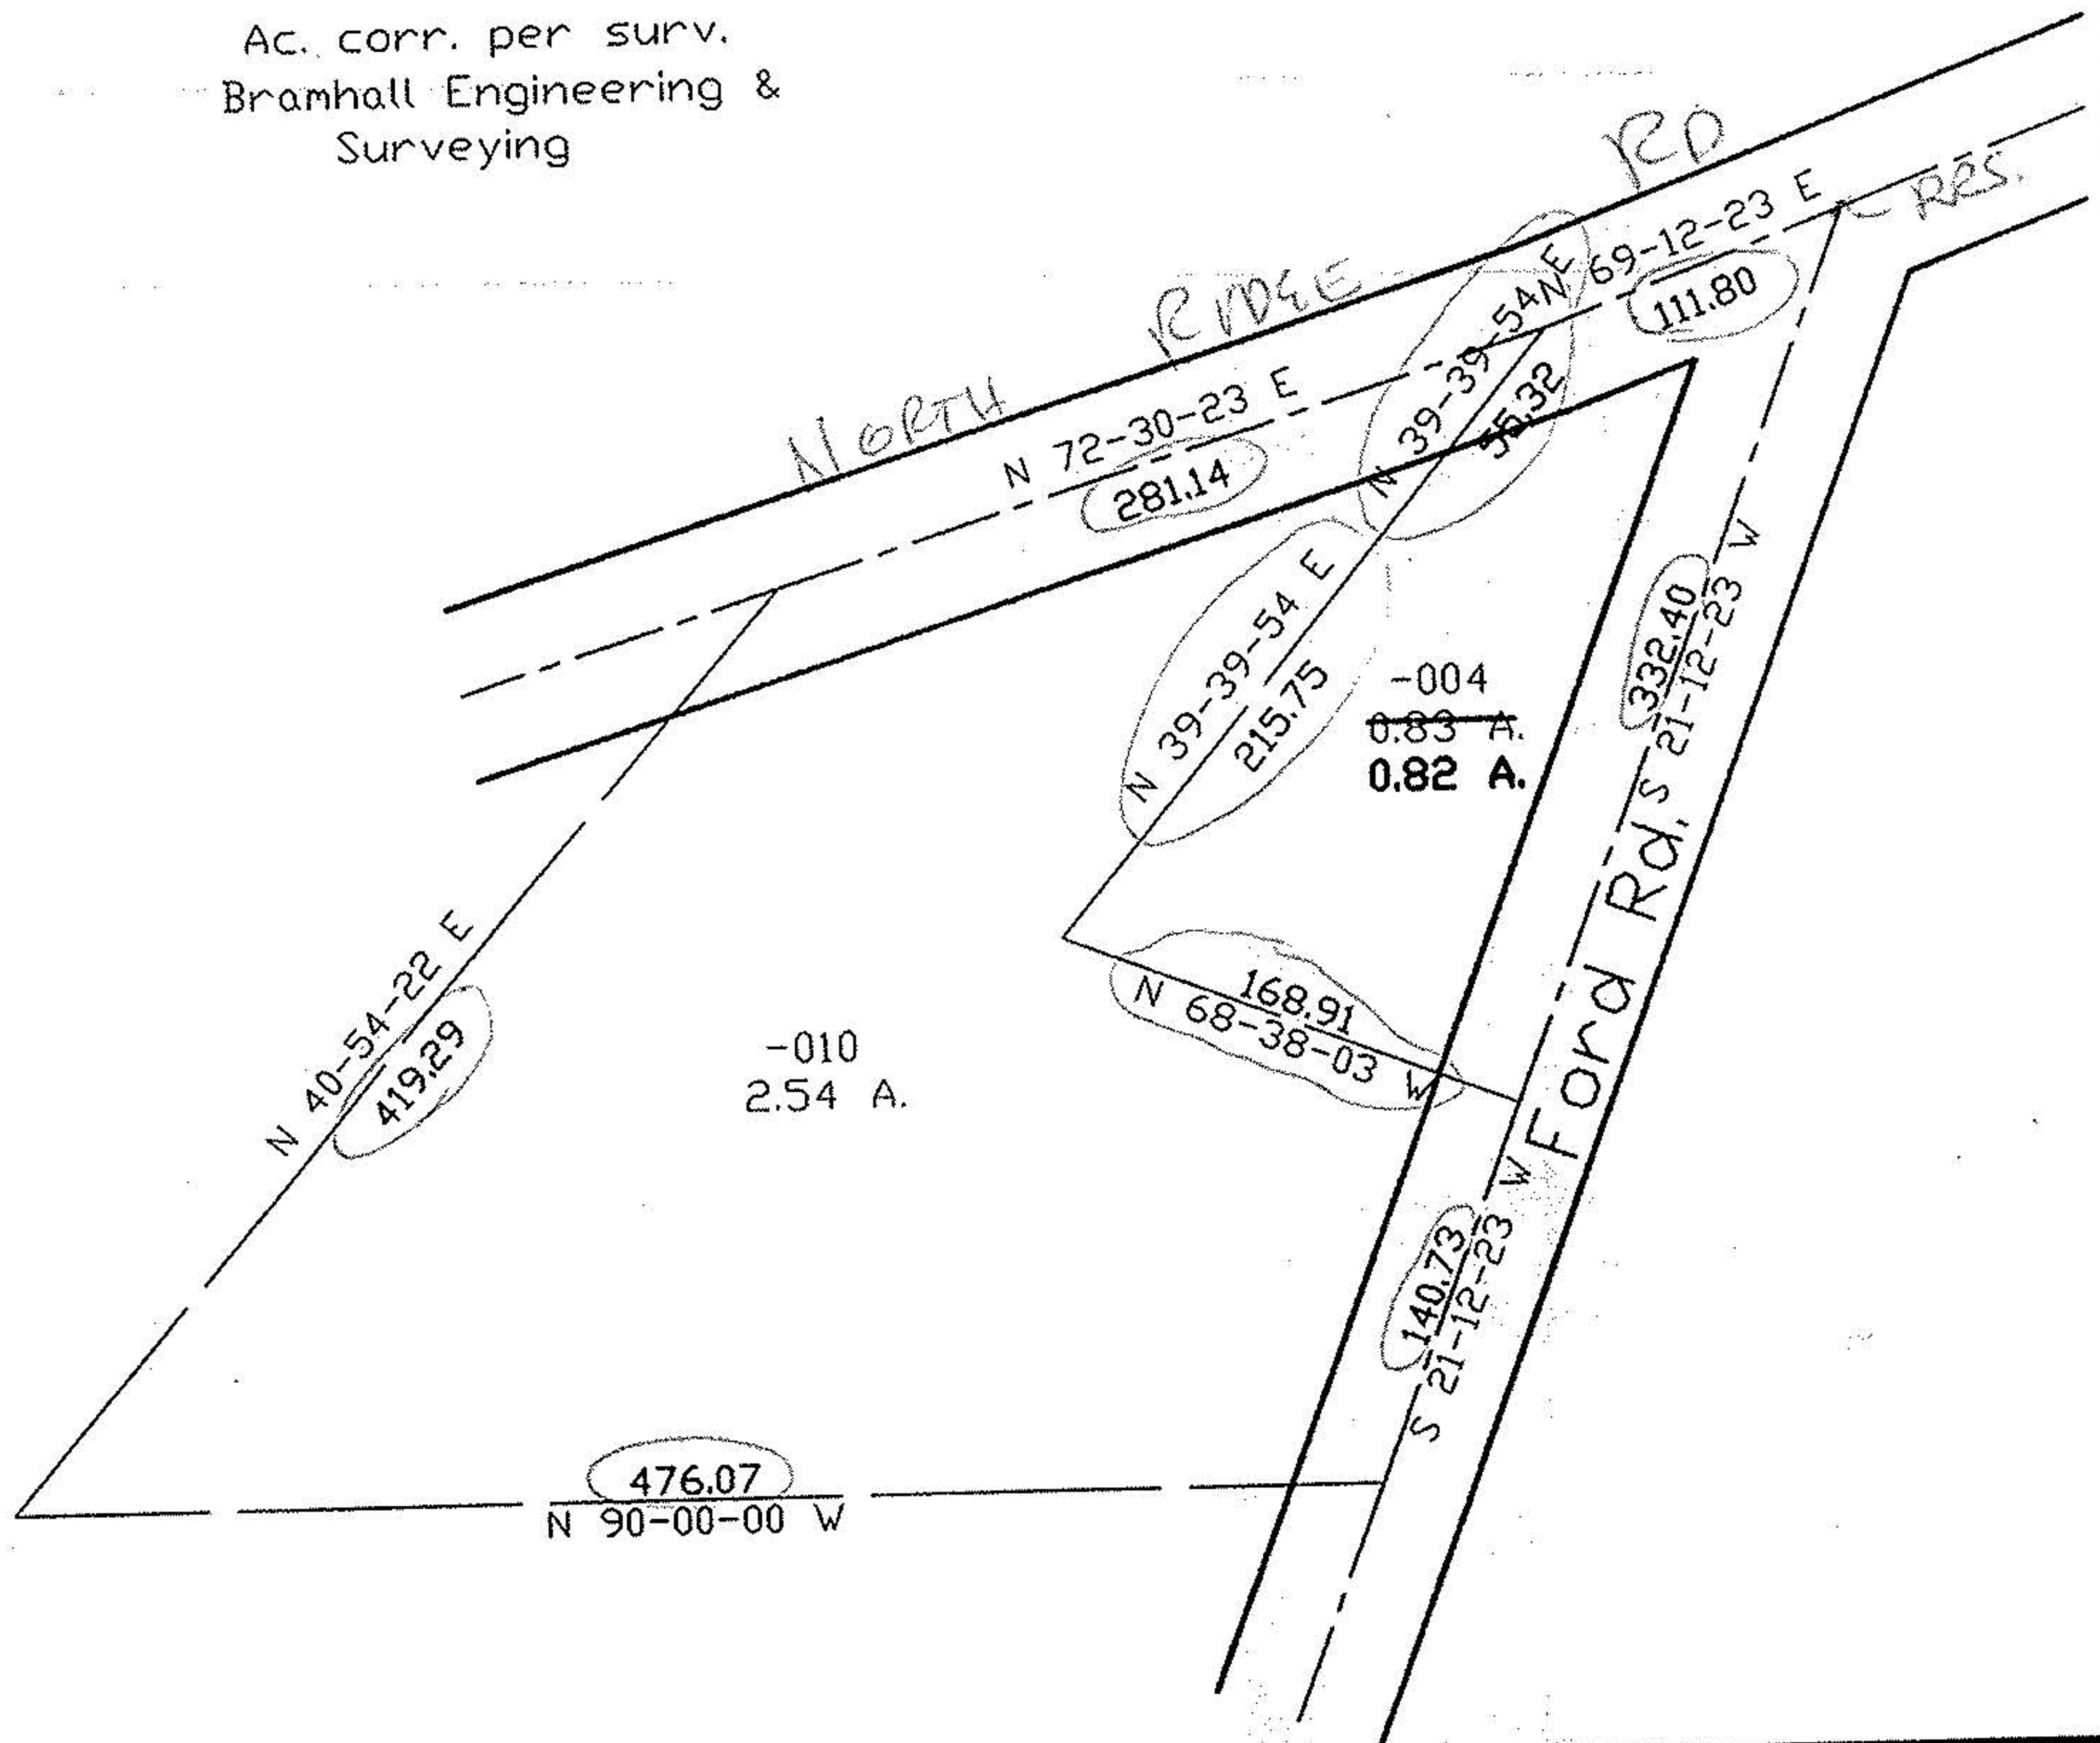 Ac. corr. per surv.
Bramhall Engineering &
Surveying
NORTH RIDGE RD
RES.
N 69-12-23 E
111.80
N 72-30-23 E
281.14
N 39-39-54 E
55.32
N 39-39-54 E
215.75
-004
0.83 A.
0.82 A.
332.40
S 21-12-23 W
Ford Rd.
168.91
N 68-38-03 W
N 40-54-22 E
419.29
-010
2.54 A.
140.73
S 21-12-23 W
476.07
N 90-00-00 W